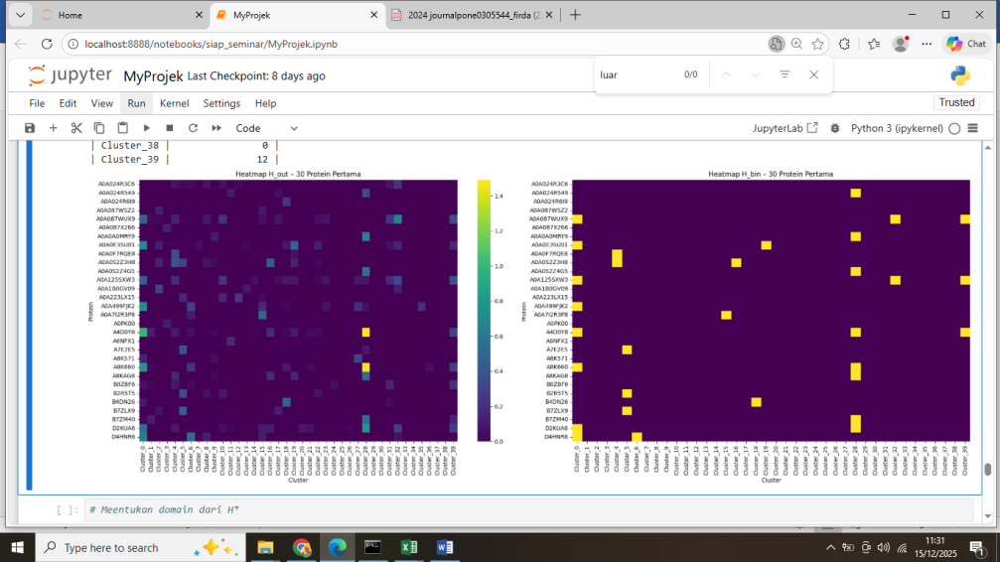 Home
MyProjek
2024 journalpone0305544_firda (2
localhost:8888/notebooks/siap_seminar/MyProjek.ipynb
Chat
luar 0/0
jupyter MyProjek Last Checkpoint: 8 days ago
File Edit View Run Kernel Settings Help
Trusted
Code
JupyterLab
Python 3 (ipykernel)
| Cluster_38 | 0 |
| Cluster_39 | 12 |
Heatmap H_out – 30 Protein Pertama
Protein
A0A024R3C6
A0A024RS49
A0A024R6I9
A0A087WSZ2
A0A087WUX9
A0A087X266
A0A0A0MRY9
A0A0E3SU01
A0A0F7RQE8
A0A0S2Z3H8
A0A0S2Z4G5
A0A125SXW3
A0A1B0GV09
A0A223LX15
A0A499FJK2
A0A7I2R3P8
A0PK00
A4O0Y8
A6NFX1
A7E2E5
A8K571
A8K660
A8KAG8
B0ZBF6
B2R5T5
B4DN26
B7ZLX9
B7ZM40
D2KUA6
D4HNR6
Cluster_0 Cluster_1 Cluster_2 Cluster_3 Cluster_4 Cluster_5 Cluster_6 Cluster_7 Cluster_8 Cluster_9 Cluster_10 Cluster_11 Cluster_12 Cluster_13 Cluster_14 Cluster_15 Cluster_16 Cluster_17 Cluster_18 Cluster_19 Cluster_20 Cluster_21 Cluster_22 Cluster_23 Cluster_24 Cluster_25 Cluster_26 Cluster_27 Cluster_28 Cluster_29 Cluster_30 Cluster_31 Cluster_32 Cluster_33 Cluster_34 Cluster_35 Cluster_36 Cluster_37 Cluster_38 Cluster_39
Cluster
1.4
1.2
1.0
0.8
0.6
0.4
0.2
0.0
Heatmap H_bin – 30 Protein Pertama
Protein
A0A024R3C6
A0A024RS49
A0A024R6I9
A0A087WSZ2
A0A087WUX9
A0A087X266
A0A0A0MRY9
A0A0E3SU01
A0A0F7RQE8
A0A0S2Z3H8
A0A0S2Z4G5
A0A125SXW3
A0A1B0GV09
A0A223LX15
A0A499FJK2
A0A7I2R3P8
A0PK00
A4O0Y8
A6NFX1
A7E2E5
A8K571
A8K660
A8KAG8
B0ZBF6
B2R5T5
B4DN26
B7ZLX9
B7ZM40
D2KUA6
D4HNR6
Cluster_0 Cluster_1 Cluster_2 Cluster_3 Cluster_4 Cluster_5 Cluster_6 Cluster_7 Cluster_8 Cluster_9 Cluster_10 Cluster_11 Cluster_12 Cluster_13 Cluster_14 Cluster_15 Cluster_16 Cluster_17 Cluster_18 Cluster_19 Cluster_20 Cluster_21 Cluster_22 Cluster_23 Cluster_24 Cluster_25 Cluster_26 Cluster_27 Cluster_28 Cluster_29 Cluster_30 Cluster_31 Cluster_32 Cluster_33 Cluster_34 Cluster_35 Cluster_36 Cluster_37 Cluster_38 Cluster_39
Cluster
[ ]: # Meentukan domain dari H*
Type here to search
11:31
15/12/2025
1